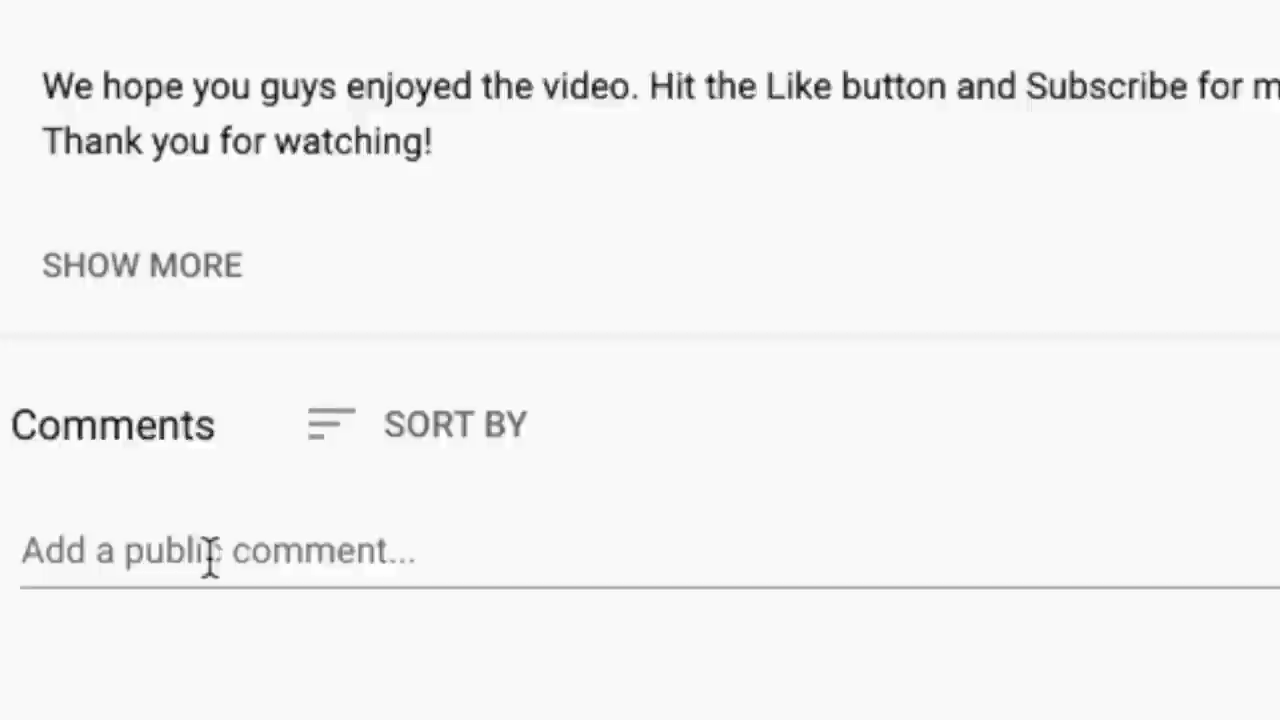 We hope you guys enjoyed the video. Hit the Like button and Subscribe for
Thank you for watching!
SHOW MORE
Comments
SORT BY
Add a public comment...